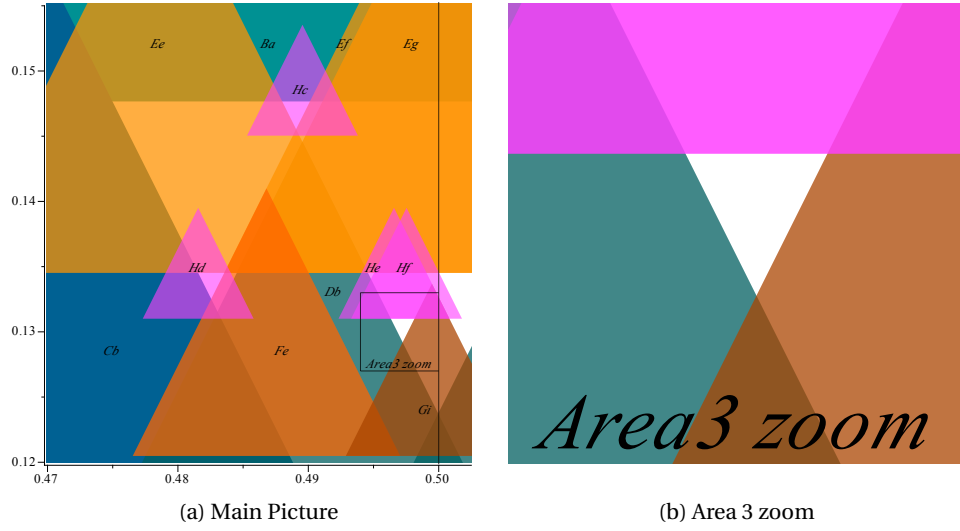 0.15
0.14
0.13
0.12
0.47 0.48 0.49 0.50
Ee Ba Ef Eg
Hc
Hd He Hf
Db
Cb Fe
Area3 zoom
Gi
(a) Main Picture
Area3 zoom
(b) Area 3 zoom